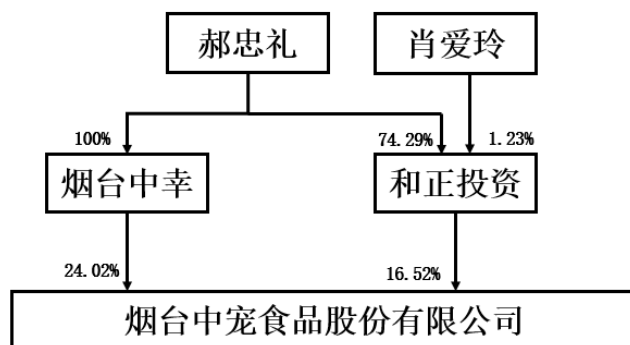 郝忠礼
肖爱玲
100%
74.29%
1.23%
烟台中幸
和正投资
24.02%
16.52%
烟台中宠食品股份有限公司